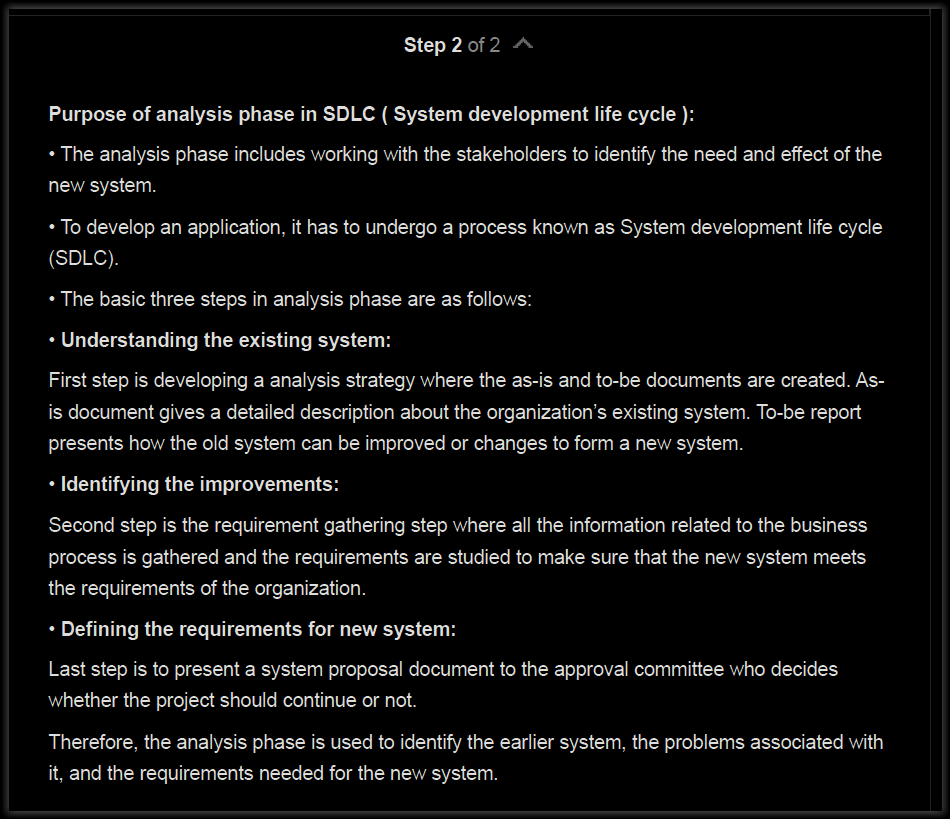 Step 2 of 2
Purpose of analysis phase in SDLC ( System development life cycle ):
• The analysis phase includes working with the stakeholders to identify the need and effect of the
new system.
• To develop an application, it has to undergo a process known as System development life cycle
(SDLC).
• The basic three steps in analysis phase are as follows:
• Understanding the existing system:
First step is developing a analysis strategy where the as-is and to-be documents are created. As-
is document gives a detailed description about the organization’s existing system. To-be report
presents how the old system can be improved or changes to form a new system.
• Identifying the improvements:
Second step is the requirement gathering step where all the information related to the business
process is gathered and the requirements are studied to make sure that the new system meets
the requirements of the organization.
• Defining the requirements for new system:
Last step is to present a system proposal document to the approval committee who decides
whether the project should continue or not.
Therefore, the analysis phase is used to identify the earlier system, the problems associated with
it, and the requirements needed for the new system.